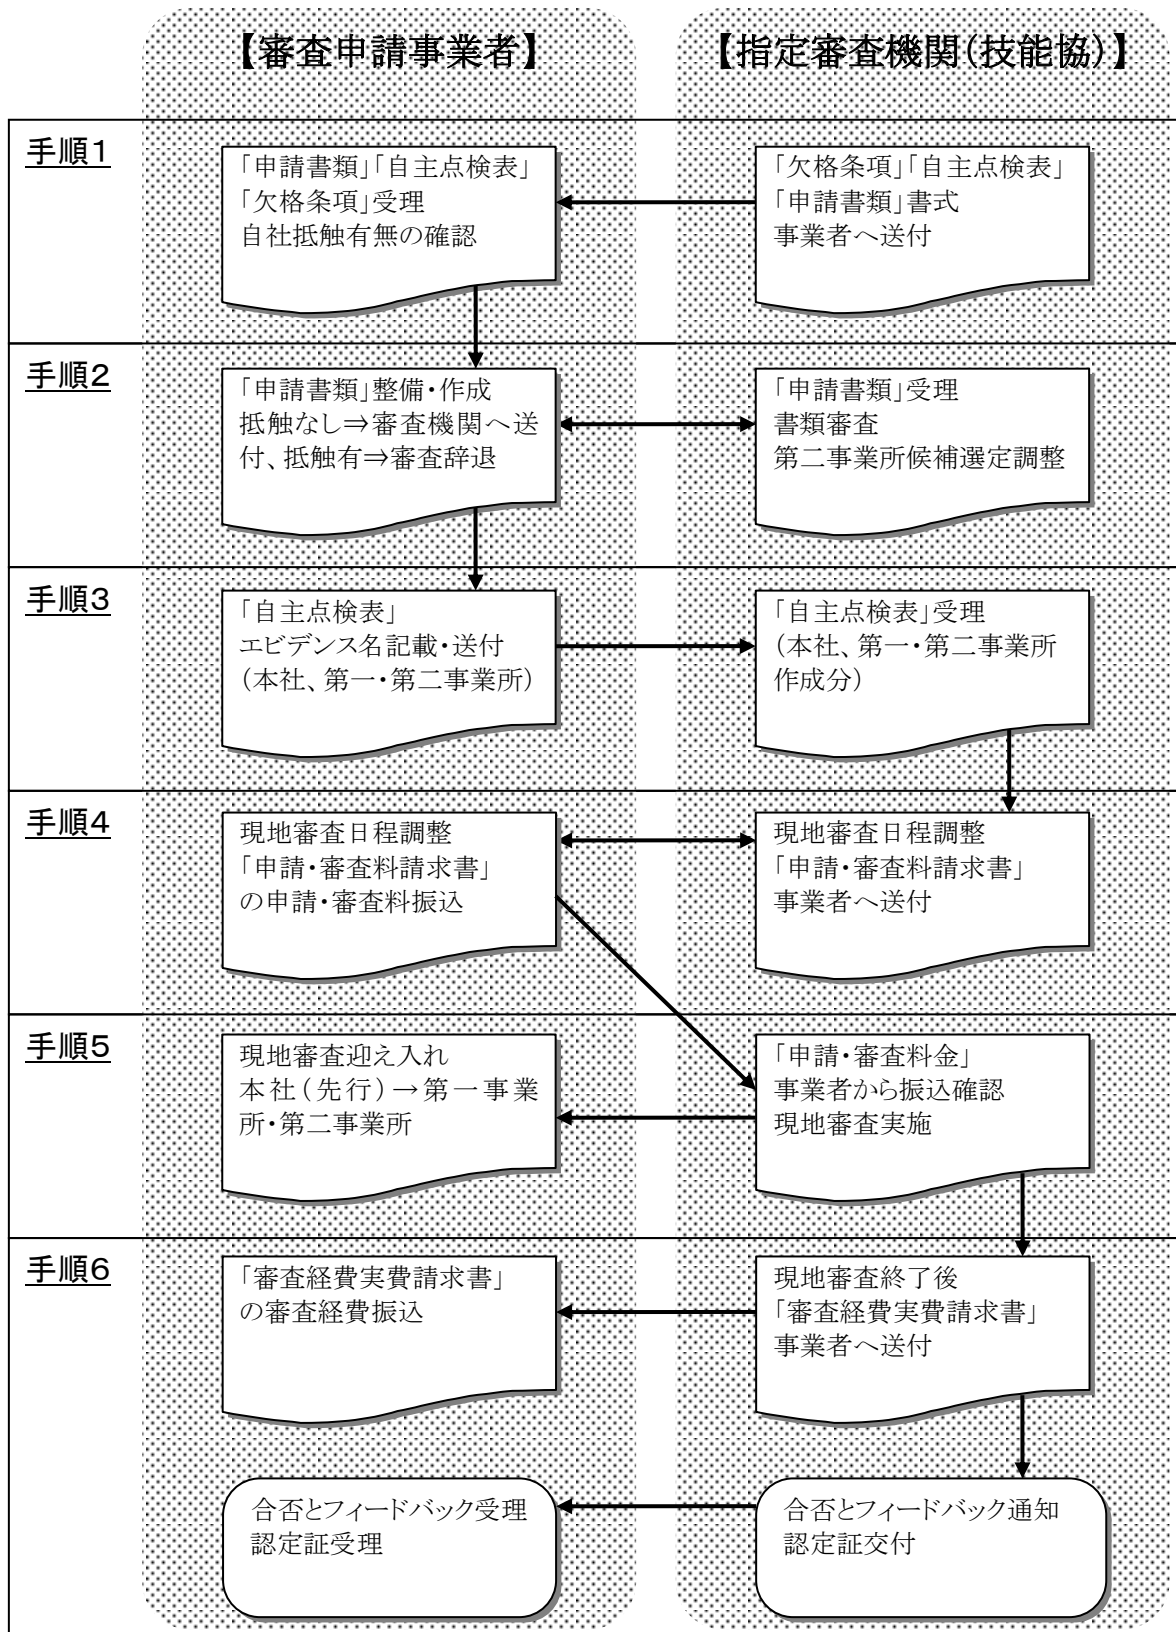 【審査申請事業者】
【指定審査機関(技能協)】
手順1
「申請書類」「自主点検表」
「欠格条項」受理
自社抵触有無の確認
「欠格条項」「自主点検表」
「申請書類」書式
事業者へ送付
手順2
「申請書類」整備・作成
抵触なし⇒審査機関へ送
付、抵触有⇒審査辞退
「申請書類」受理
書類審査
第二事業所候補選定調整
手順3
「自主点検表」
エビデンス名記載・送付
(本社、第一・第二事業所)
「自主点検表」受理
(本社、第一・第二事業所
作成分)
手順4
現地審査日程調整
「申請・審査料請求書」
の申請・審査料振込
現地審査日程調整
「申請・審査料請求書」
事業者へ送付
手順5
現地審査迎え入れ
本社(先行)→第一事業
所・第二事業所
「申請・審査料金」
事業者から振込確認
現地審査実施
手順6
「審査経費実費請求書」
の審査経費振込
現地審査終了後
「審査経費実費請求書」
事業者へ送付
合否とフィードバック受理
認定証受理
合否とフィードバック通知
認定証交付